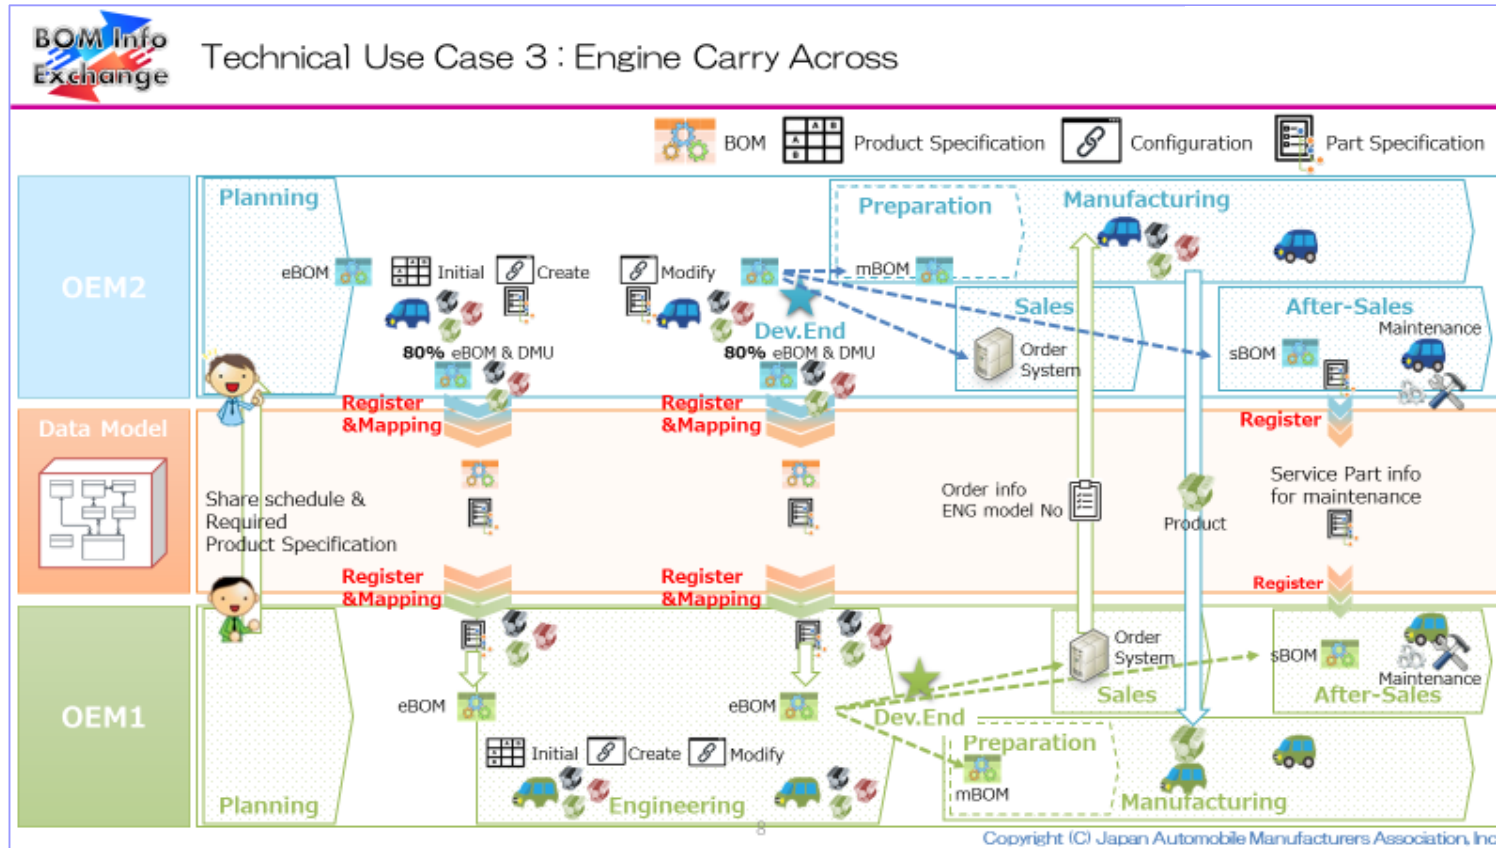 BOM Info
Exchange
Technical Use Case 3 : Engine Carry Across
BOM
A B
A
B
Product Specification
Configuration
Part Specification
OEM2
Planning
eBOM
Initial
Create
Modify
80% eBOM & DMU
80% eBOM & DMU
Dev.End
Preparation
mBOM
Manufacturing
Sales
Order
System
After-Sales
Maintenance
sBOM
Data Model
Register
&Mapping
Register
&Mapping
Register
Share schedule &
Required
Product Specification
Order info
ENG model No
Product
Service Part info
for maintenance
Register
&Mapping
Register
&Mapping
Register
OEM1
Planning
eBOM
eBOM
Initial
Create
Modify
Engineering
Dev.End
Order
System
Sales
sBOM
Maintenance
After-Sales
Preparation
mBOM
Manufacturing
8
Copyright (C) Japan Automobile Manufacturers Association, Inc